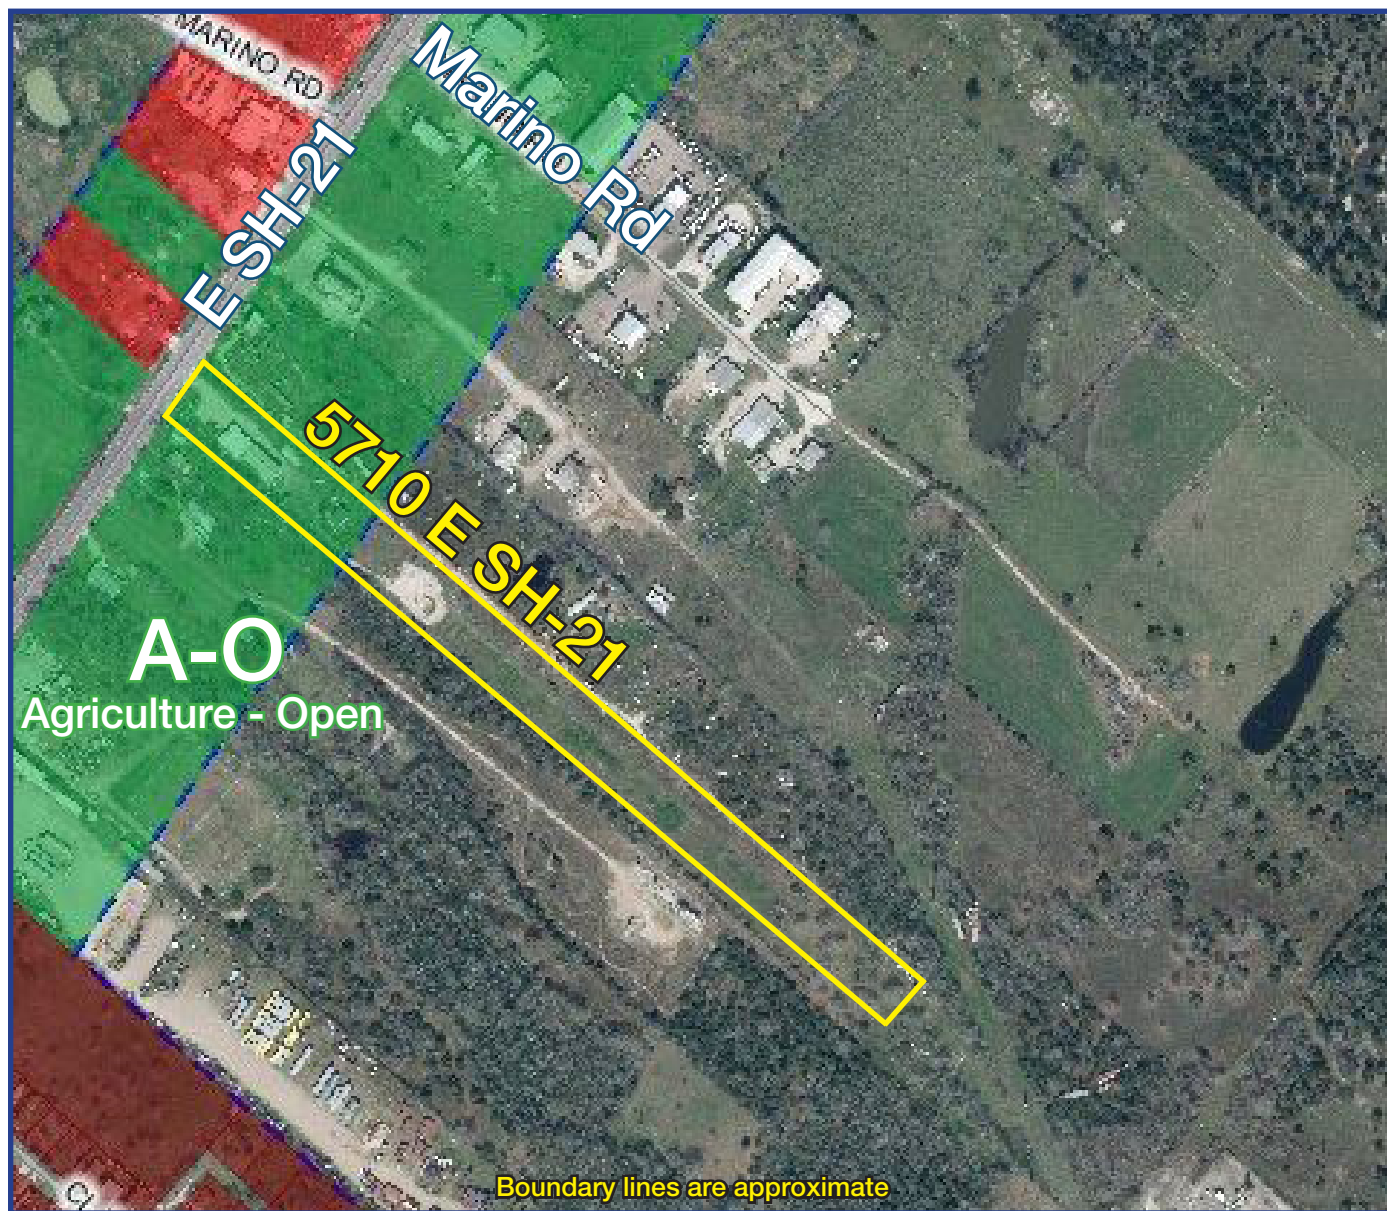 MARINO RD
Marino Rd
E SH-21
5710 E SH-21
A-O
Agriculture - Open
Boundary lines are approximate